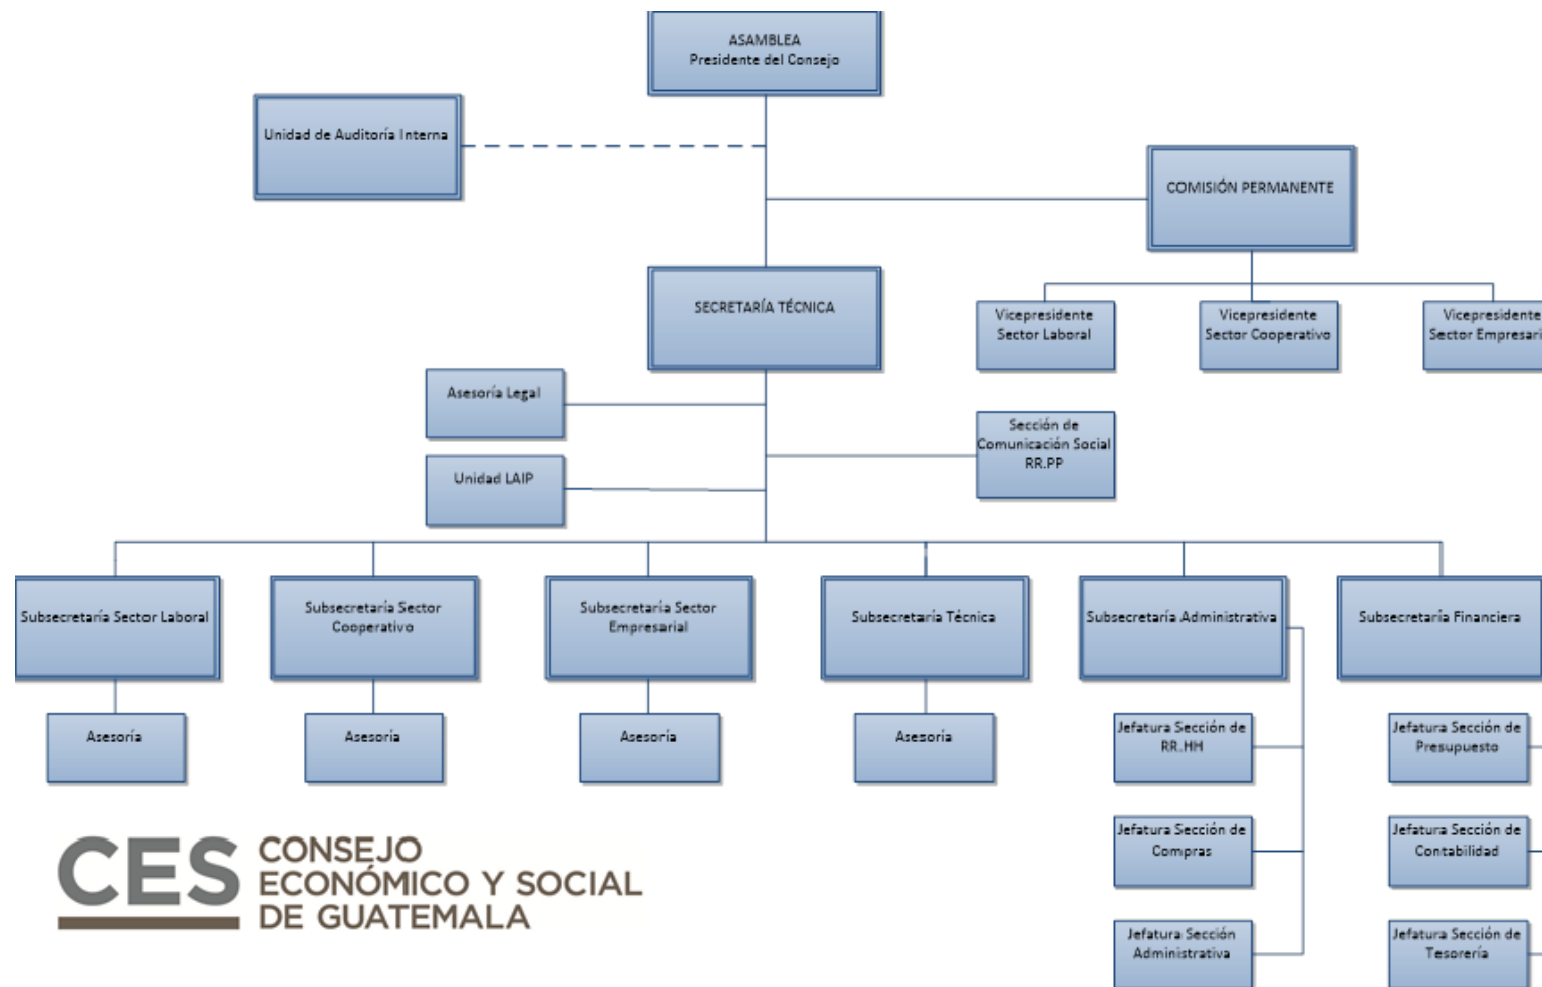 ASAMBLEA
Presidente del Consejo
Unidad de Auditoría Interna
COMISIÓN PERMANENTE
SECRETARÍA TÉCNICA
Vicepresidente
Sector Laboral
Vicepresidente
Sector Cooperativo
Vicepresidente
Sector Empresari
Asesoría Legal
Sección de
Comunicación Social
RR.PP
Unidad LAIP
Subsecretaría Sector Laboral
Subsecretaría Sector
Cooperativo
Subsecretaría Sector
Empresarial
Subsecretaría Técnica
Subsecretaría Administrativa
Subsecretaría Financiera
Asesoría
Asesoría
Asesoría
Asesoría
Jefatura Sección de
RR.HH
Jefatura Sección de
Presupuesto
Jefatura Sección de
Compras
Jefatura Sección de
Contabilidad
Jefatura Sección
Administrativa
Jefatura Sección de
Tesorería
CES
CONSEJO
ECONÓMICO Y SOCIAL
DE GUATEMALA